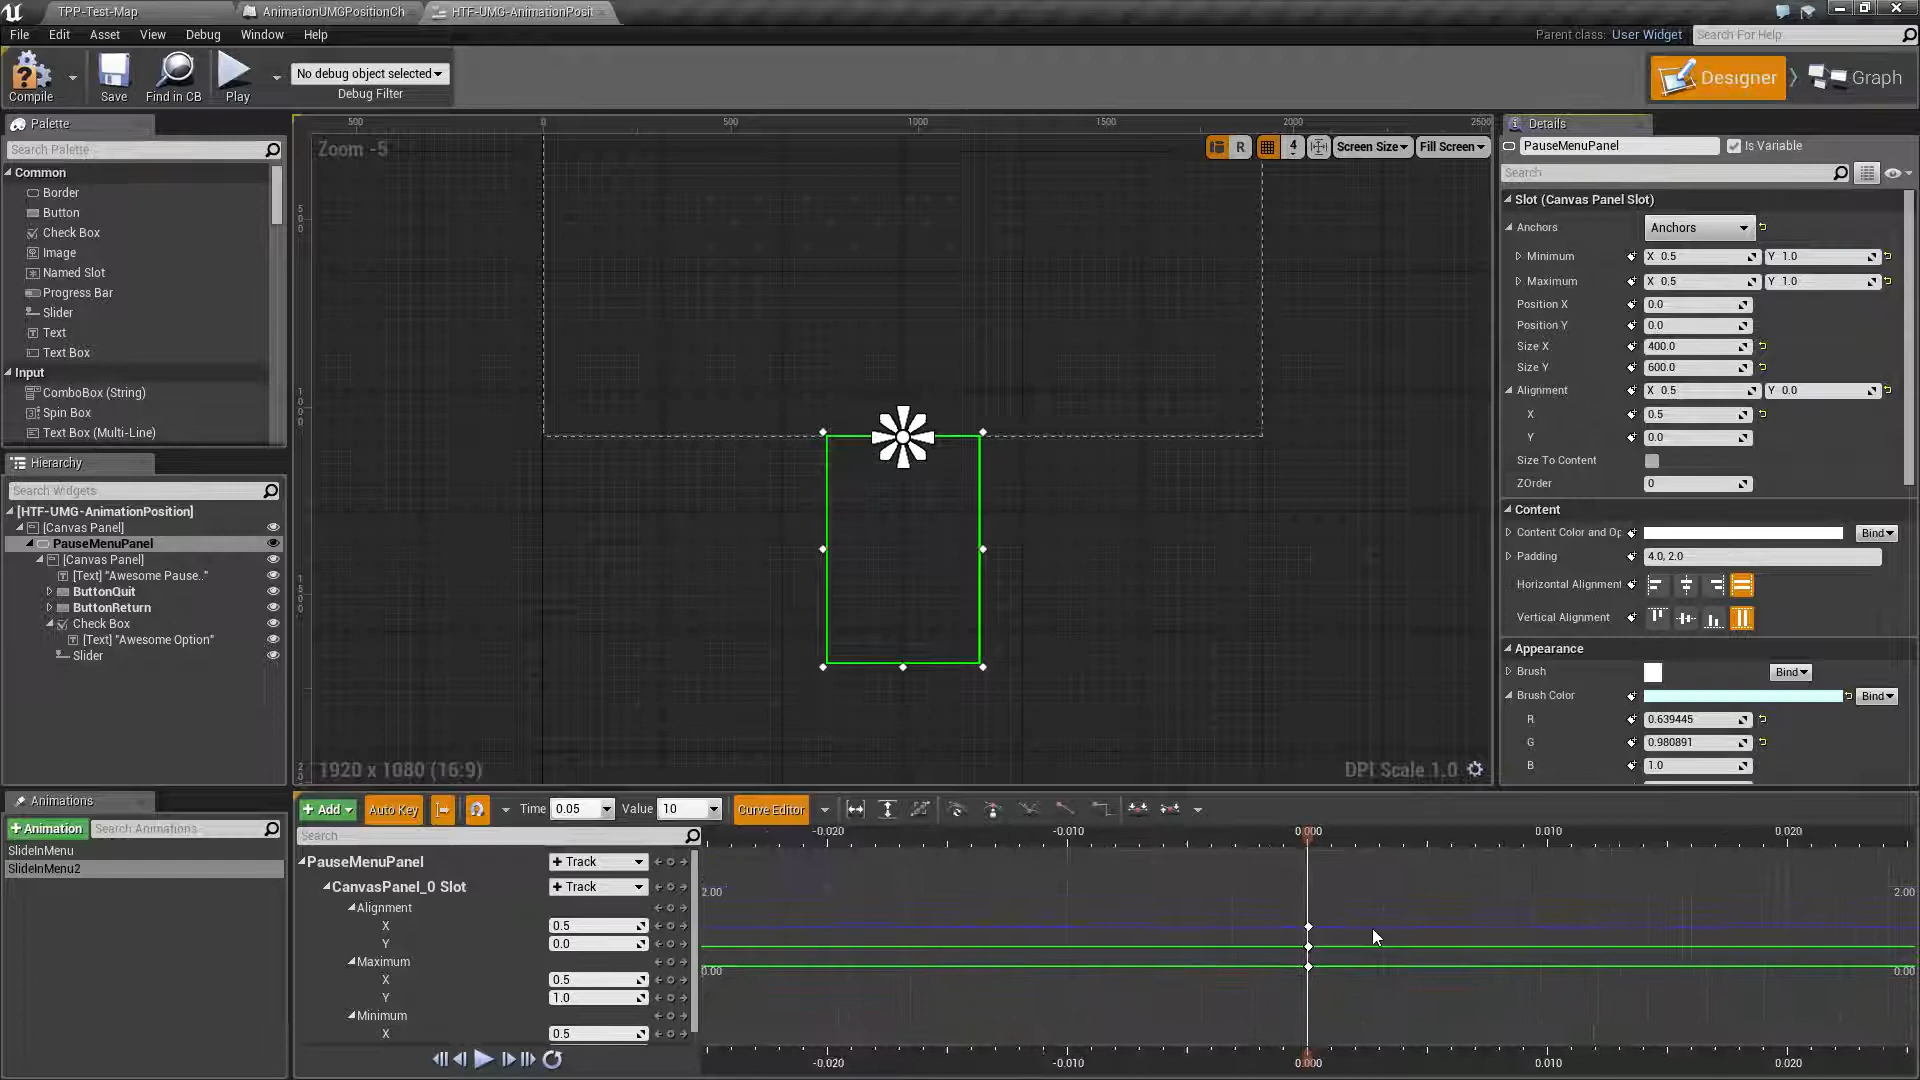 TPP-Test-Map
AnimationUMGPositionCh
HTF-UMG-AnimationPosit
File Edit Asset View Debug Window Help
Parent class: User Widget
Search For Help
Compile
Save
Find in CB
Play
No debug object selected
Debug Filter
Designer
Graph
Palette
Search Palette
Common
Border
Button
Check Box
Image
Named Slot
Progress Bar
Slider
Text
Text Box
Input
ComboBox (String)
Spin Box
Text Box (Multi-Line)
Hierarchy
Search Widgets
[HTF-UMG-AnimationPosition]
[Canvas Panel]
PauseMenuPanel
[Canvas Panel]
[Text] "Awesome Pause.."
ButtonQuit
ButtonReturn
Check Box
[Text] "Awesome Option"
Slider
500 0 500 1000 1500 2000 2500
Zoom -5
R
4
Screen Size
Fill Screen
1920 x 1080 (16:9)
DPI Scale 1.0
Details
PauseMenuPanel
Is Variable
Search
Slot (Canvas Panel Slot)
Anchors Anchors
Minimum X 0.5 Y 1.0
Maximum X 0.5 Y 1.0
Position X 0.0
Position Y 0.0
Size X 400.0
Size Y 600.0
Alignment X 0.5 Y 0.0
X 0.5
Y 0.0
Size To Content
ZOrder 0
Content
Content Color and Op Bind
Padding 4.0, 2.0
Horizontal Alignment
Vertical Alignment
Appearance
Brush Bind
Brush Color Bind
R 0.639445
G 0.980891
B 1.0
Animations
+ Animation
Search Animations
SlideInMenu
SlideInMenu2
+ Add
Auto Key
Time 0.05
Value 10
Curve Editor
Search
-0.020 -0.010 0.000 0.010 0.020
PauseMenuPanel + Track
CanvasPanel_0 Slot + Track
Alignment
X 0.5
Y 0.0
Maximum
X 0.5
Y 1.0
Minimum
X 0.5
2.00 2.00
0.00 0.00
-0.020 -0.010 0.000 0.010 0.020